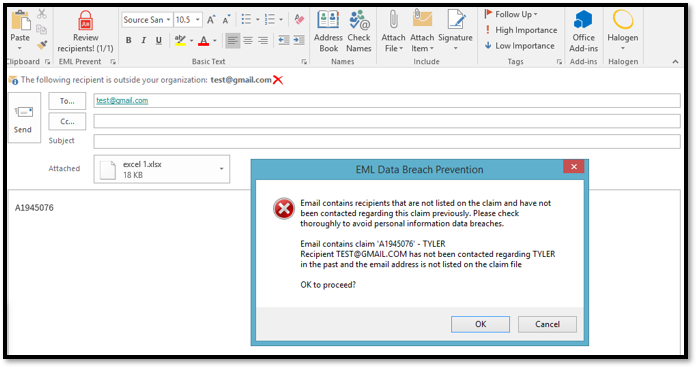 Paste
Clipboard
Review
recipients! (1/1)
EML Prevent
Source San
10.5
B I U
A
Basic Text
Address
Book
Check
Names
Names
Attach
File
Attach
Item
Signature
Include
Follow Up
High Importance
Low Importance
Tags
Office
Add-ins
Add-ins
Halogen
Halogen
The following recipient is outside your organization: test@gmail.com
Send
To...
test@gmail.com
Cc...
Subject
Attached
excel 1.xlsx
18 KB
A1945076
EML Data Breach Prevention
Email contains recipients that are not listed on the claim and have not
been contacted regarding this claim previously. Please check
thoroughly to avoid personal information data breaches.
Email contains claim 'A1945076' - TYLER
Recipient TEST@GMAIL.COM has not been contacted regarding TYLER
in the past and the email address is not listed on the claim file
OK to proceed?
OK
Cancel